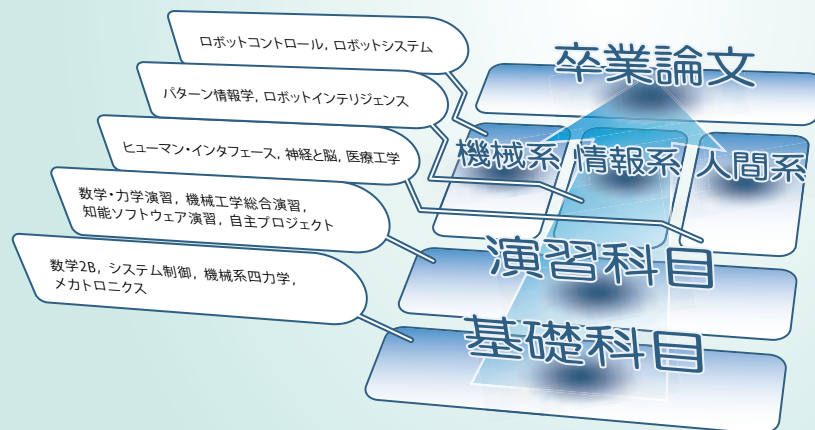 ロボットコントロール, ロボットシステム
パターン情報学, ロボットインテリジェンス
ヒューマン・インタフェース, 神経と脳, 医療工学
数学・力学演習, 機械工学総合演習,
知能ソフトウェア演習, 自主プロジェクト
数学2B, システム制御, 機械系四力学,
メカトロニクス
卒業論文
機械系 情報系 人間系
演習科目
基礎科目